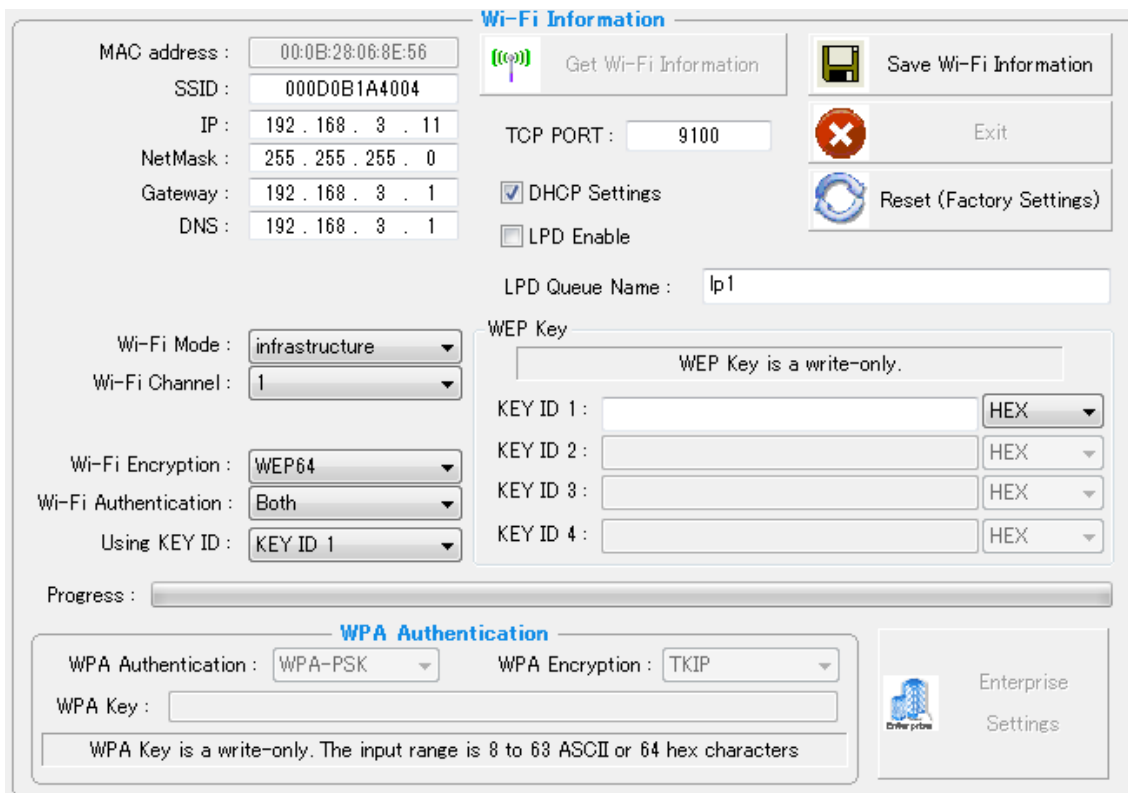 Wi-Fi Information
MAC address : 00:0B:28:06:8E:56
Get Wi-Fi Information
Save Wi-Fi Information
SSID : 000D0B1A4004
IP : 192 . 168 . 3 . 11
TCP PORT : 9100
Exit
NetMask : 255 . 255 . 255 . 0
Gateway : 192 . 168 . 3 . 1
DHCP Settings
Reset (Factory Settings)
DNS : 192 . 168 . 3 . 1
LPD Enable
LPD Queue Name : lp1
WEP Key
Wi-Fi Mode : infrastructure
WEP Key is a write-only.
Wi-Fi Channel : 1
KEY ID 1 : HEX
KEY ID 2 : HEX
Wi-Fi Encryption : WEP64
KEY ID 3 : HEX
Wi-Fi Authentication : Both
KEY ID 4 : HEX
Using KEY ID : KEY ID 1
Progress :
WPA Authentication
WPA Authentication : WPA-PSK
WPA Encryption : TKIP
WPA Key :
WPA Key is a write-only. The input range is 8 to 63 ASCII or 64 hex characters
Enterprise
Enterprise
Settings